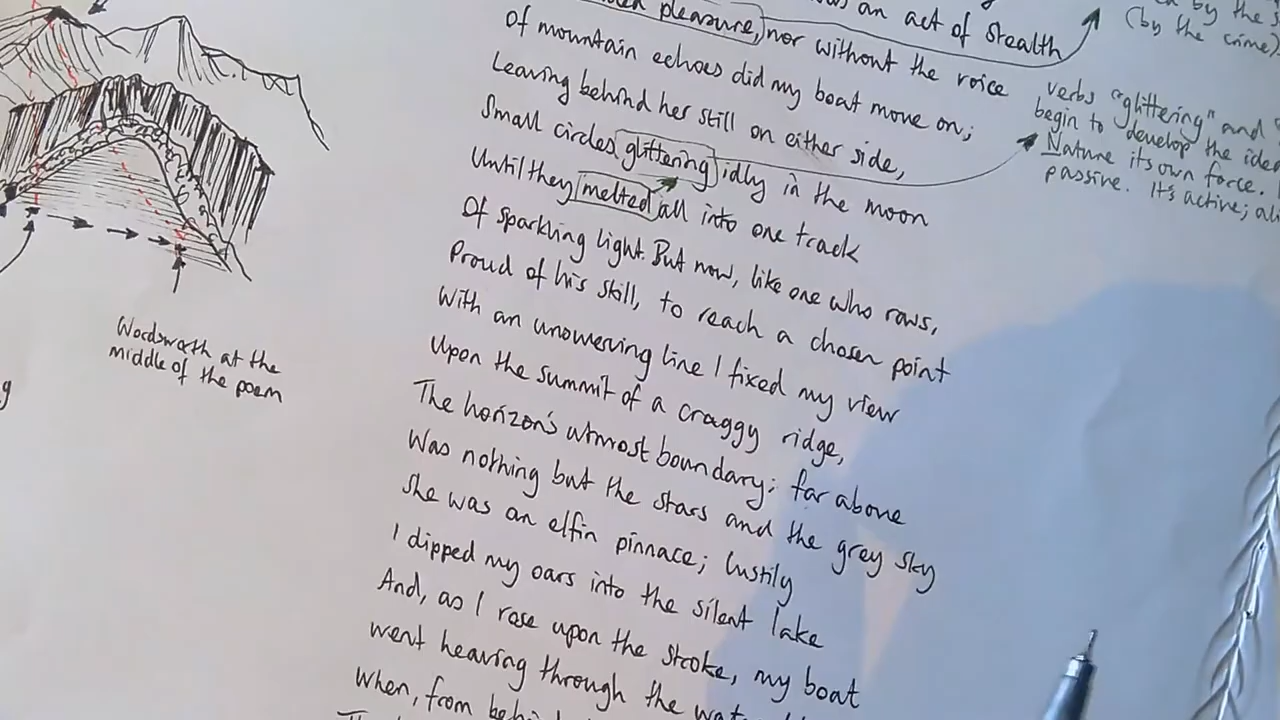 an act of stealth
pleasure, nor without the voice
Of mountain echoes did my boat move on;
Leaving behind her still on either side,
Small circles glittering idly in the moon
Until they melted all into one track
Of sparkling light. But now, like one who rows,
Proud of his skill, to reach a chosen point
With an unswerving line I fixed my view
Upon the summit of a craggy ridge,
The horizon's utmost boundary; far above
Was nothing but the stars and the grey sky
She was an elfin pinnace; lustily
I dipped my oars into the silent lake
And, as I rose upon the stroke, my boat
went heaving through the
when, from
by the
(by the crime)
verbs "glittering" and
begin to develop the
Nature its own force.
passive. It's active;
Wordsworth at the
middle of the poem